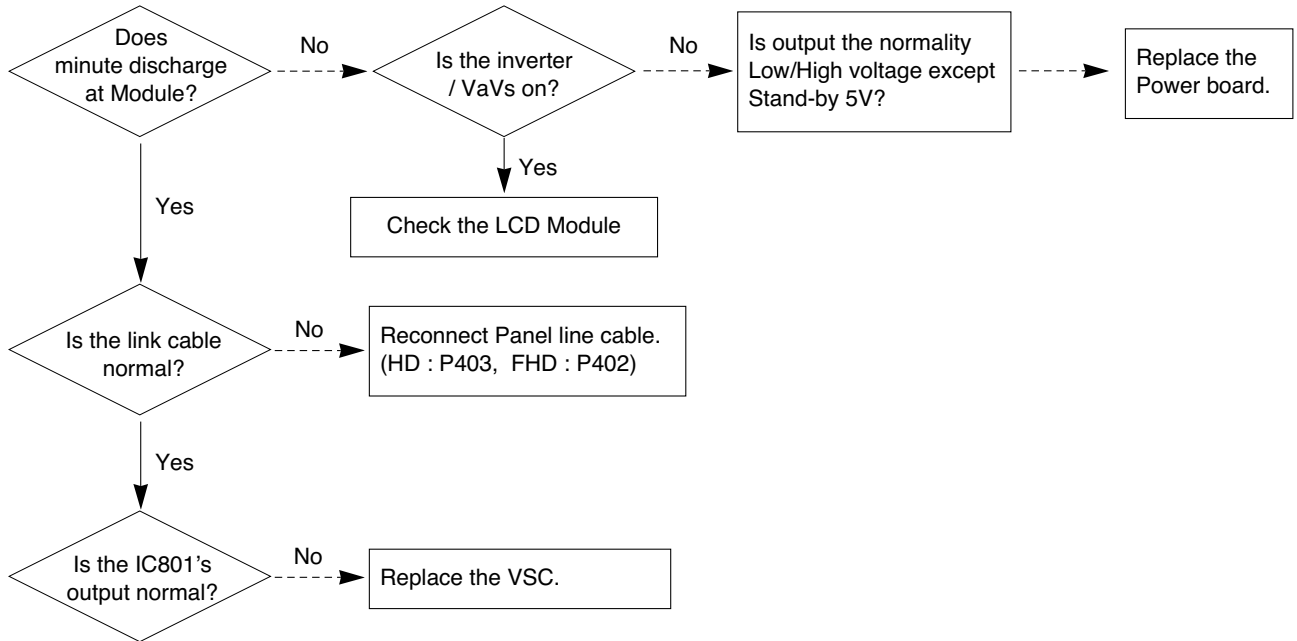 Does
minute discharge
at Module?
No
Is the inverter
/ VaVs on?
No
Is output the normality
Low/High voltage except
Stand-by 5V?
Replace the
Power board.
Yes
Yes
Check the LCD Module
Is the link cable
normal?
No
Reconnect Panel line cable.
(HD : P403, FHD : P402)
Yes
Is the IC801's
output normal?
No
Replace the VSC.